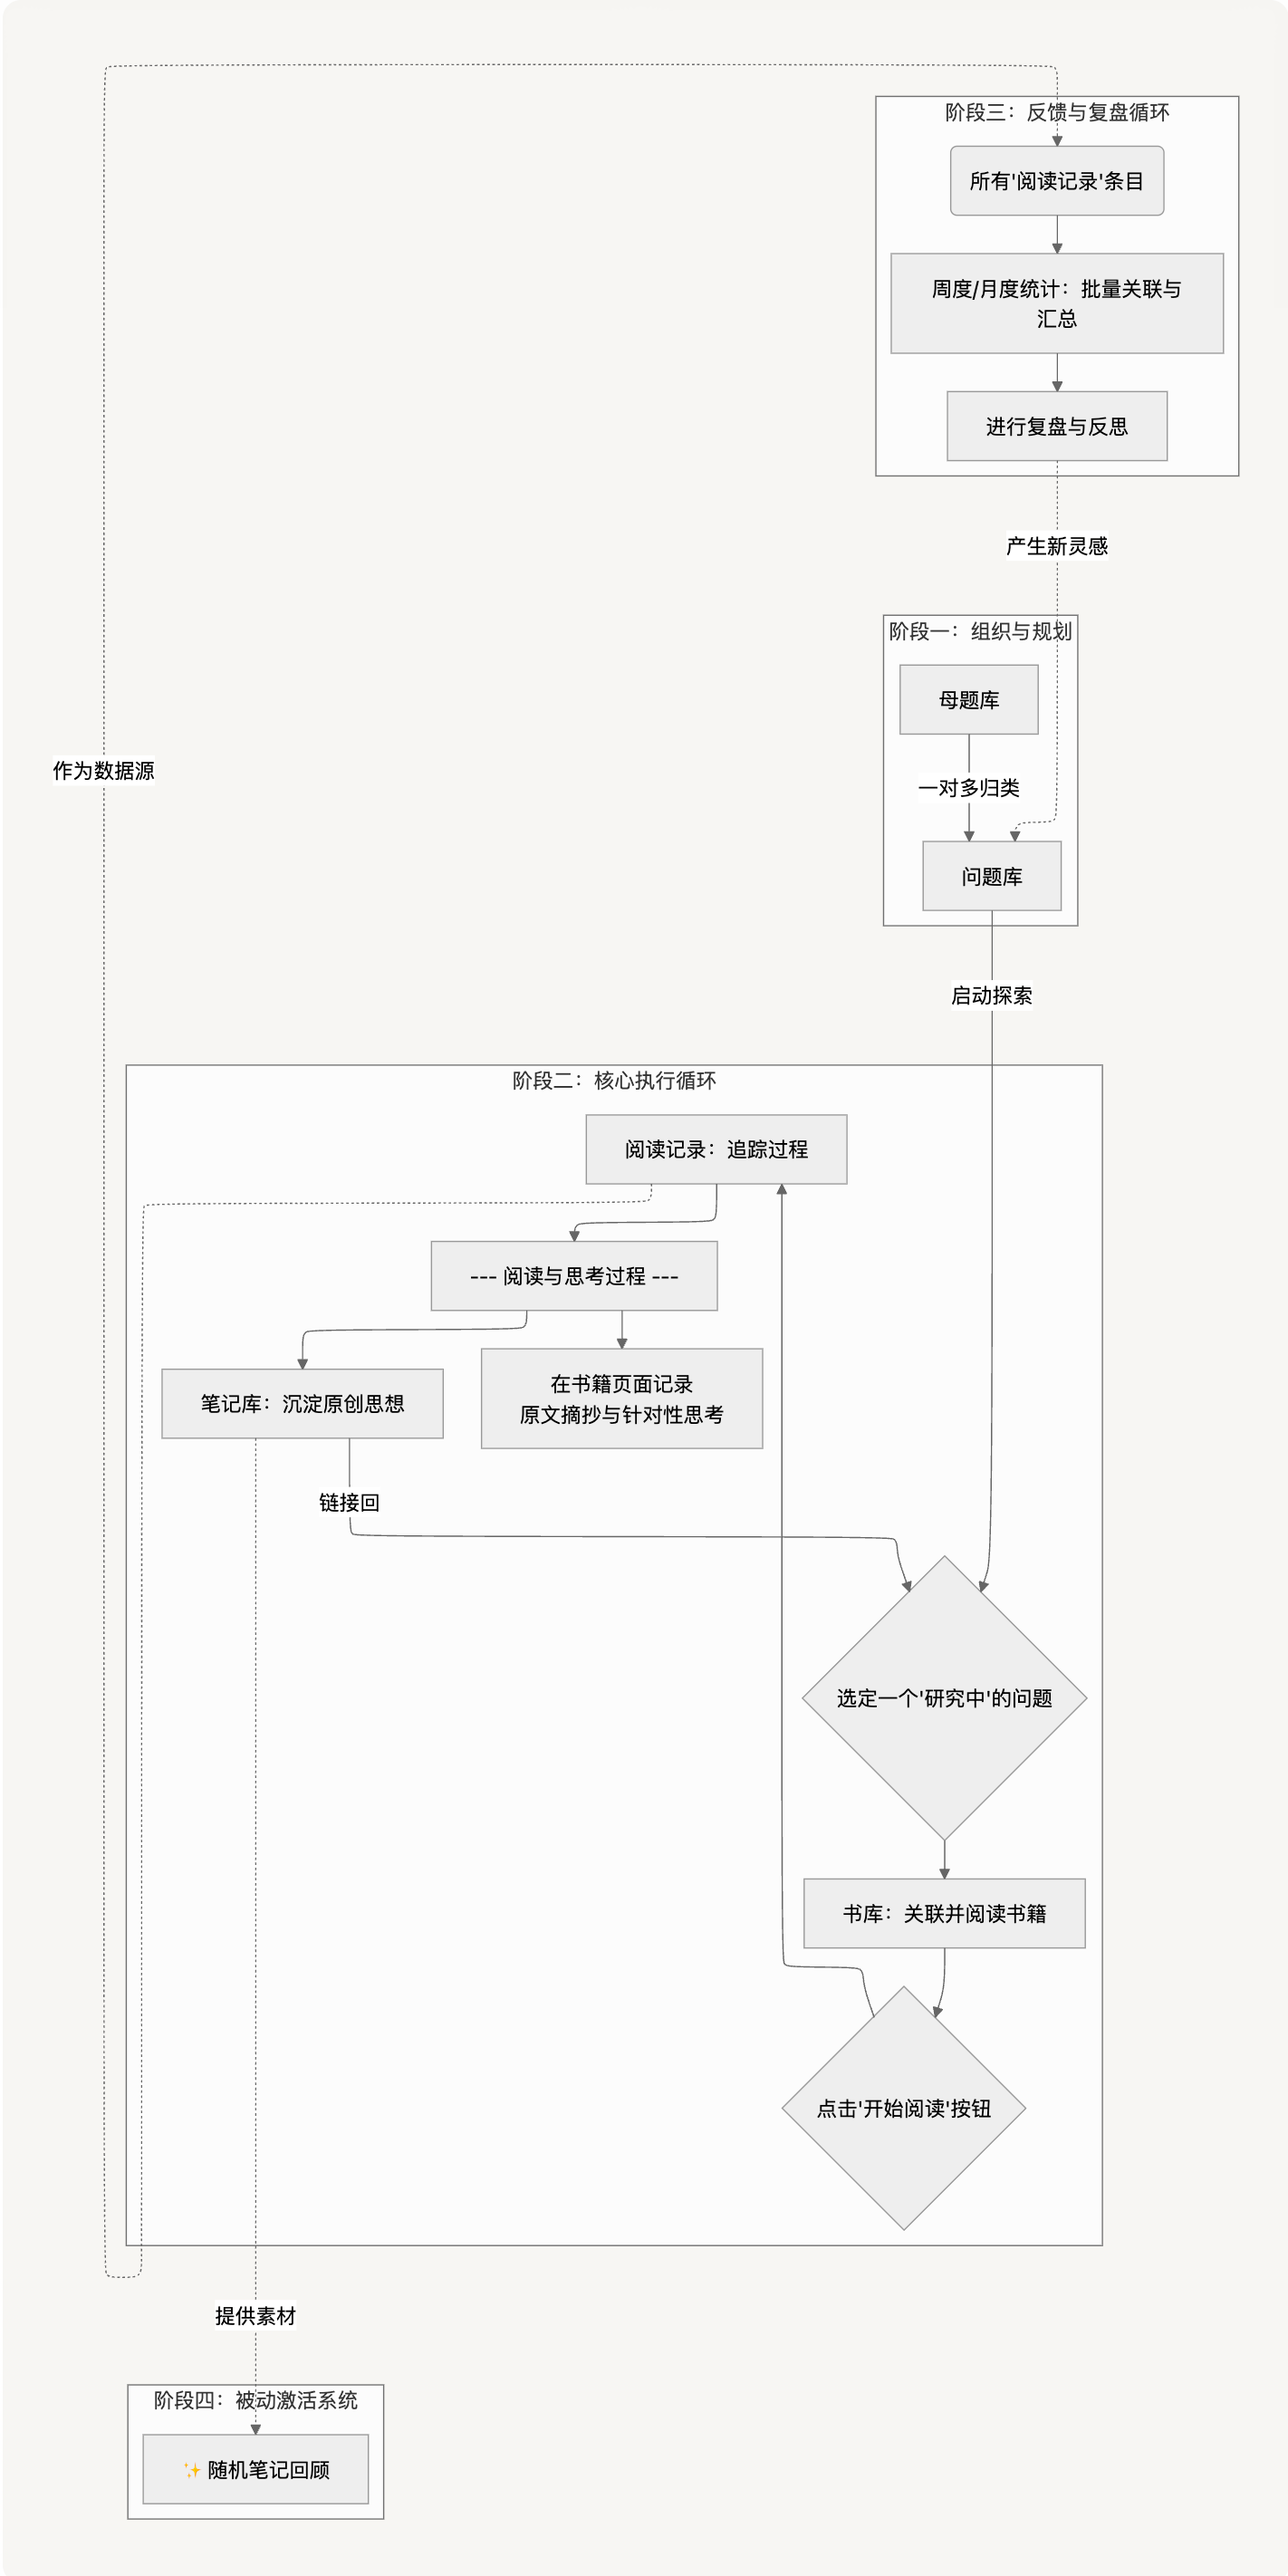 阶段三：反馈与复盘循环
所有'阅读记录'条目
周度/月度统计：批量关联与
汇总
进行复盘与反思
产生新灵感
阶段一：组织与规划
母题库
作为数据源
一对多归类
问题库
启动探索
阶段二：核心执行循环
阅读记录：追踪过程
--- 阅读与思考过程 ---
笔记库：沉淀原创思想
在书籍页面记录
原文摘抄与针对性思考
链接回
选定一个'研究中'的问题
书库：关联并阅读书籍
点击'开始阅读'按钮
提供素材
阶段四：被动激活系统
✨ 随机笔记回顾